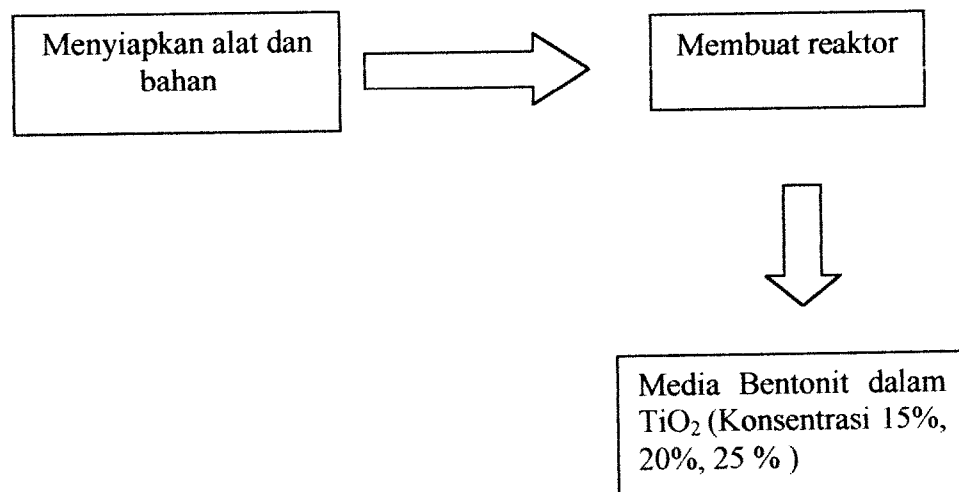 Menyiapkan alat dan
bahan
Membuat reaktor
Media Bentonit dalam
TiO₂ (Konsentrasi 15%,
20%, 25 % )